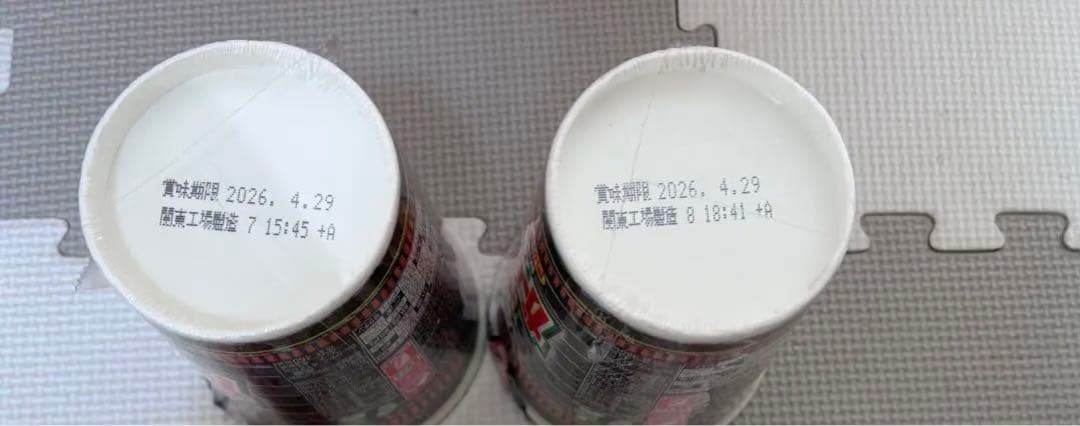 賞味期限 2026. 4.29
関東工場製造 7 15:45 +A
賞味期限 2026. 4.29
関東工場製造 8 18:41 +A